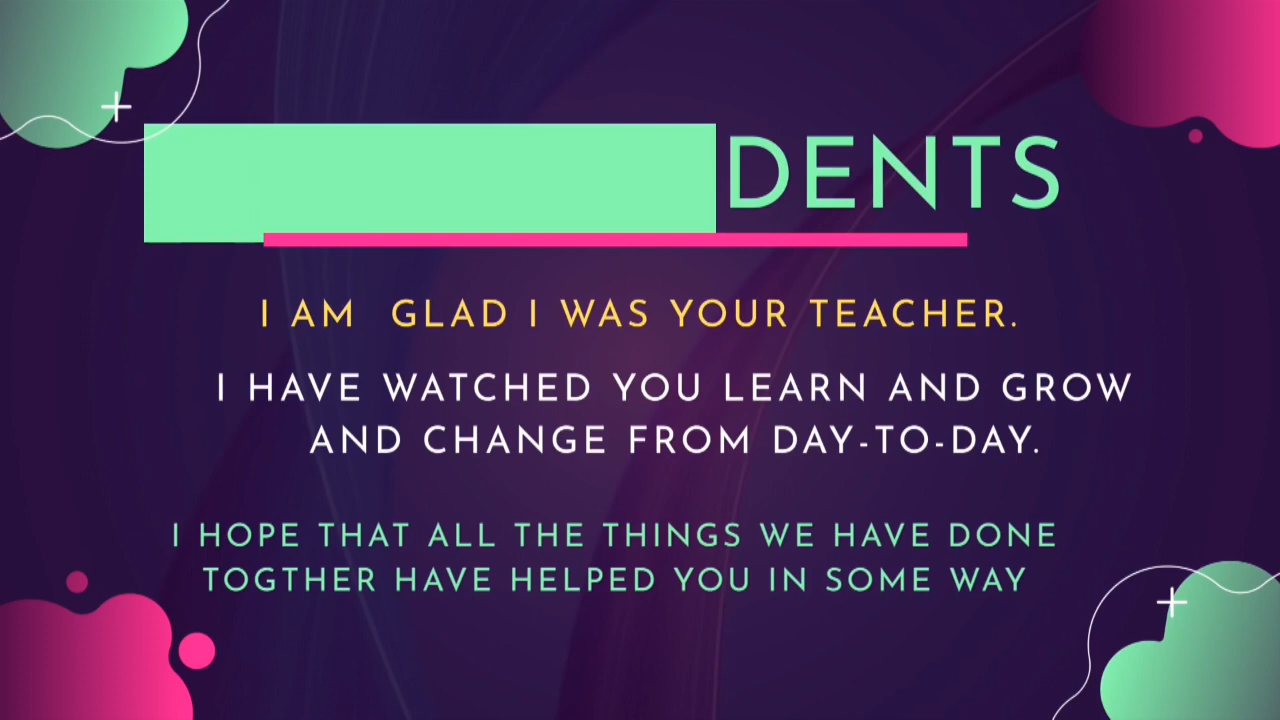 DENTS
I AM  GLAD I WAS YOUR TEACHER.
I HAVE WATCHED YOU LEARN AND GROW
AND CHANGE FROM DAY-TO-DAY.
I HOPE THAT ALL THE THINGS WE HAVE DONE
TOGTHER HAVE HELPED YOU IN SOME WAY